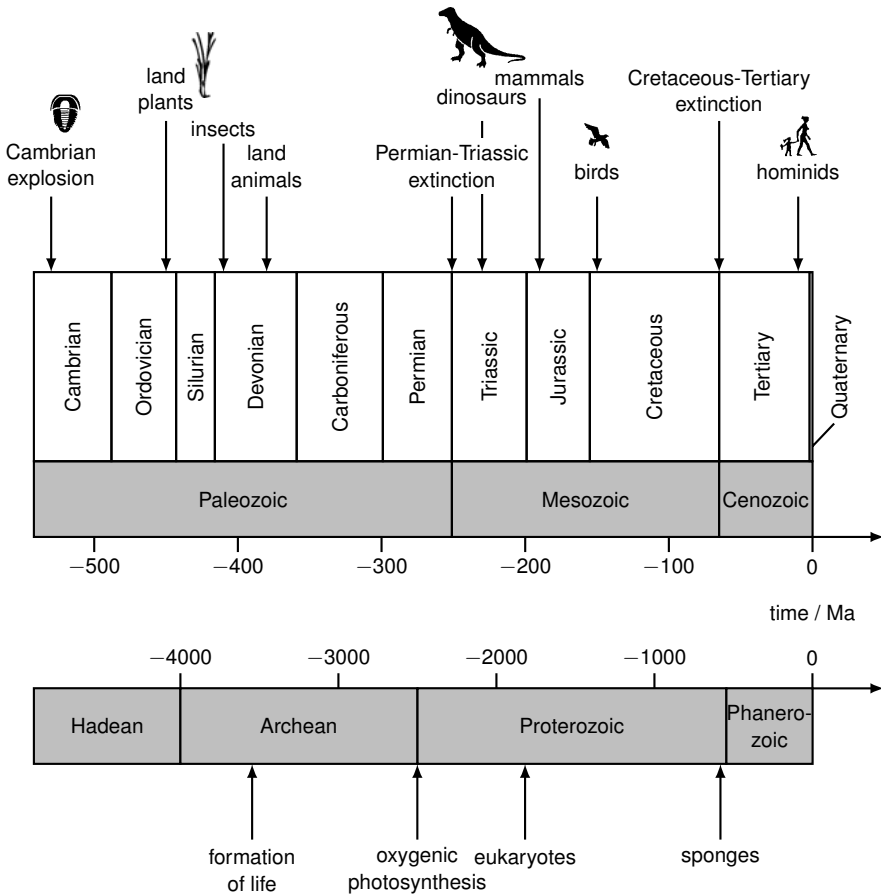 land
plants
insects
land
animals
Cambrian
explosion
dinosaurs
mammals
Permian-Triassic
extinction
birds
Cretaceous-Tertiary
extinction
hominids
Cambrian
Ordovician
Silurian
Devonian
Carboniferous
Permian
Triassic
Jurassic
Cretaceous
Tertiary
Quaternary
Paleozoic
Mesozoic
Cenozoic
−500
−400
−300
−200
−100
0
time / Ma
−4000
−3000
−2000
−1000
0
Hadean
Archean
Proterozoic
Phanero-
zoic
formation
of life
oxygenic
photosynthesis
eukaryotes
sponges